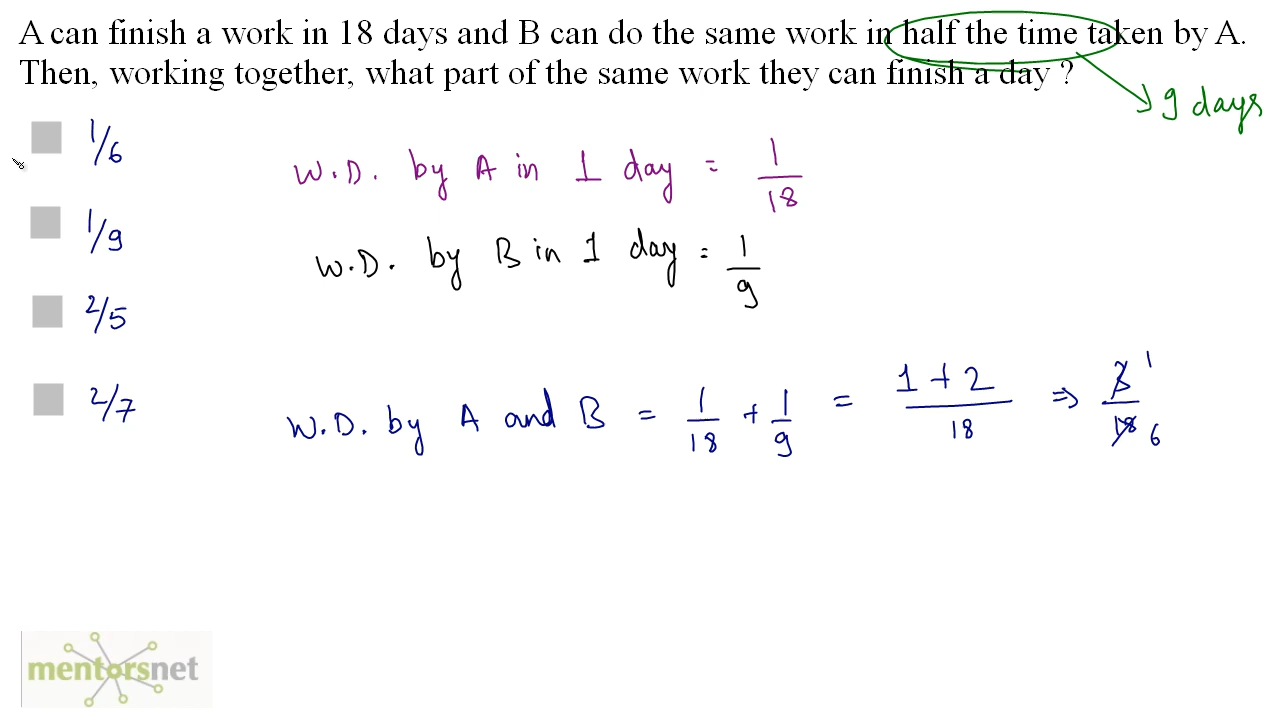 A can finish a work in 18 days and B can do the same work in half the time taken by A.
Then, working together, what part of the same work they can finish a day ?
9 days
1/6
W.D. by A in 1 day = 1/18
1/9
W.D. by B in 1 day = 1/9
2/5
2/7
W.D. by A and B = 1/18 + 1/9 = 1+2/18 ⇒ 3/18 1/6
mentorsnet